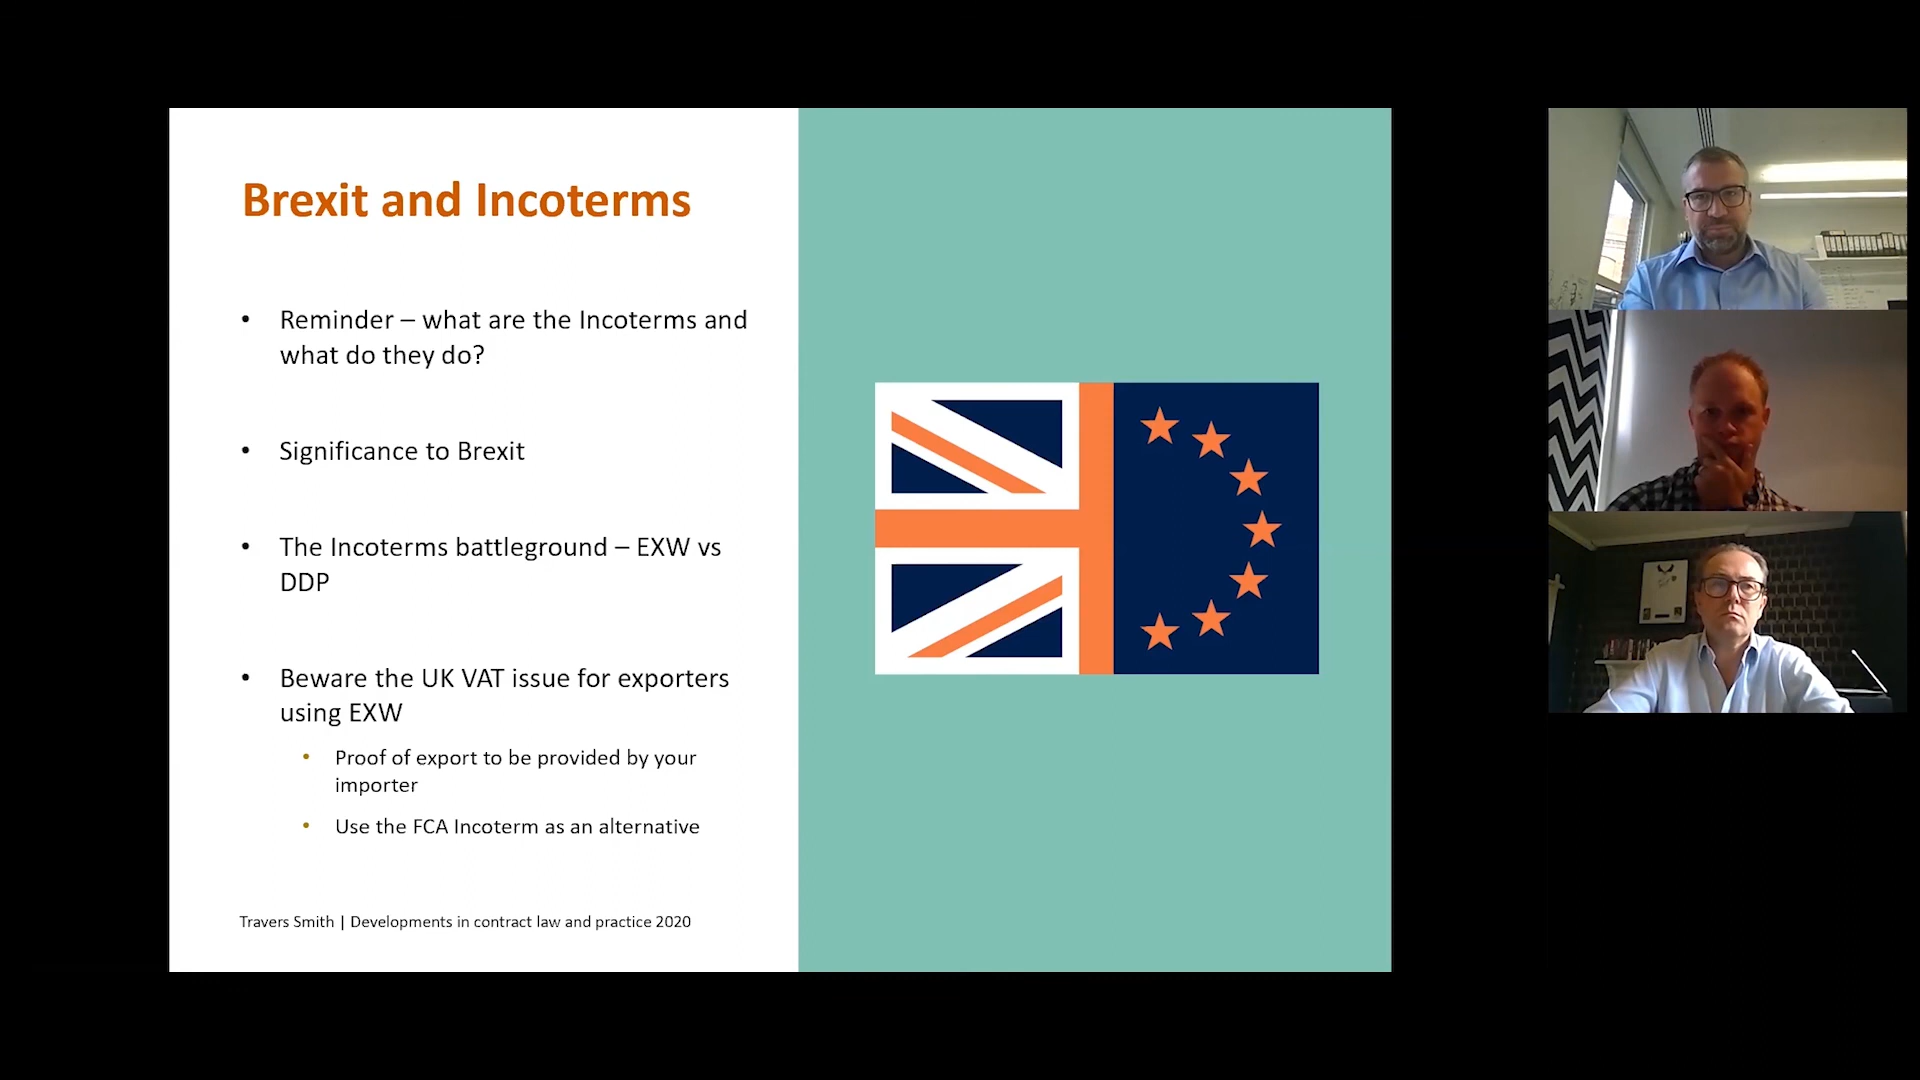 Brexit and Incoterms
• Reminder – what are the Incoterms and
what do they do?
• Significance to Brexit
• The Incoterms battleground – EXW vs
DDP
• Beware the UK VAT issue for exporters
using EXW
• Proof of export to be provided by your
importer
• Use the FCA Incoterm as an alternative
Travers Smith | Developments in contract law and practice 2020